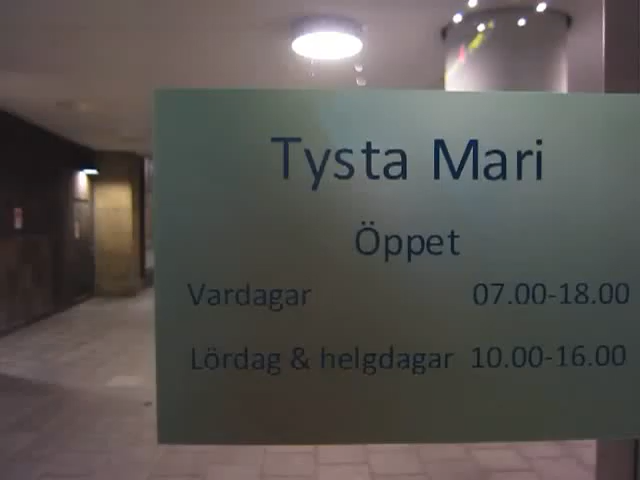 Tysta Mari
Öppet
Vardagar 07.00-18.00
Lördag & helgdagar 10.00-16.00